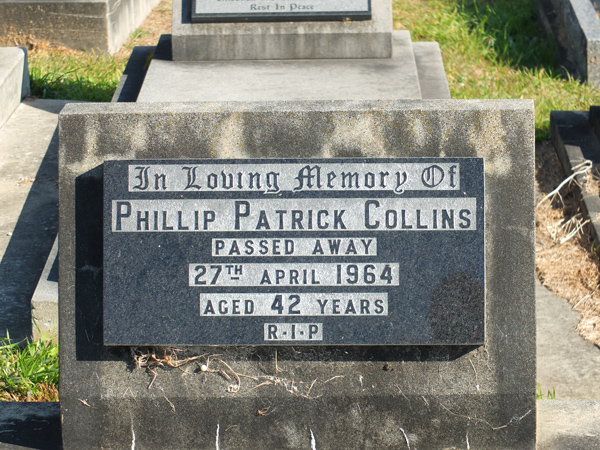 Rest In Peace
In Loving Memory Of
PHILLIP PATRICK COLLINS
PASSED AWAY
27TH APRIL 1964
AGED 42 YEARS
R·I·P